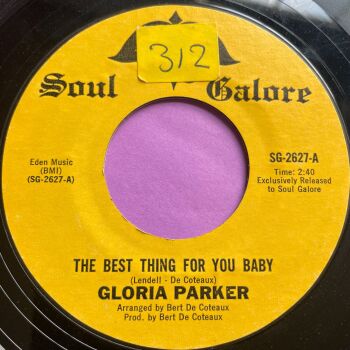 312
Soul Galore
Eden Music
(BMI)
(SG-2627-A)
SG-2627-A
Time: 2:40
Exclusively Released
to Soul Galore
THE BEST THING FOR YOU BABY
(Lendell - De Coteaux)
GLORIA PARKER
Arranged by Bert De Coteaux
Prod. by Bert De Coteaux